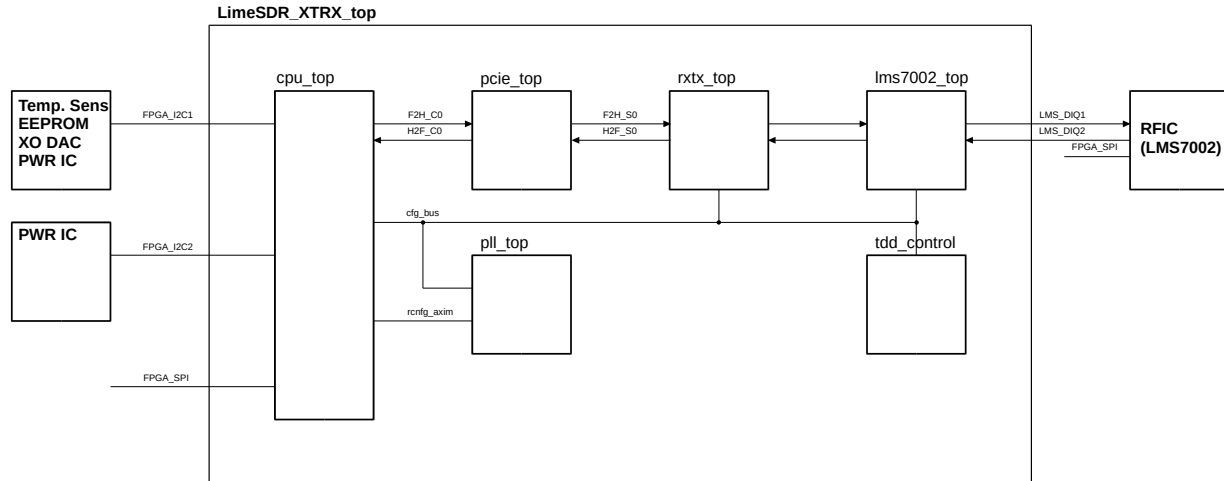 LimeSDR_XTRX_top
cpu_top
pcie_top
rxtx_top
lms7002_top
Temp. Sens
EEPROM
XO DAC
PWR IC
FPGA_I2C1
F2H_C0
H2F_C0
F2H_S0
H2F_S0
LMS_DIQ1
LMS_DIQ2
FPGA_SPI
RFIC
(LMS7002)
PWR IC
FPGA_I2C2
cfg_bus
pll_top
tdd_control
rcnfg_axim
FPGA_SPI